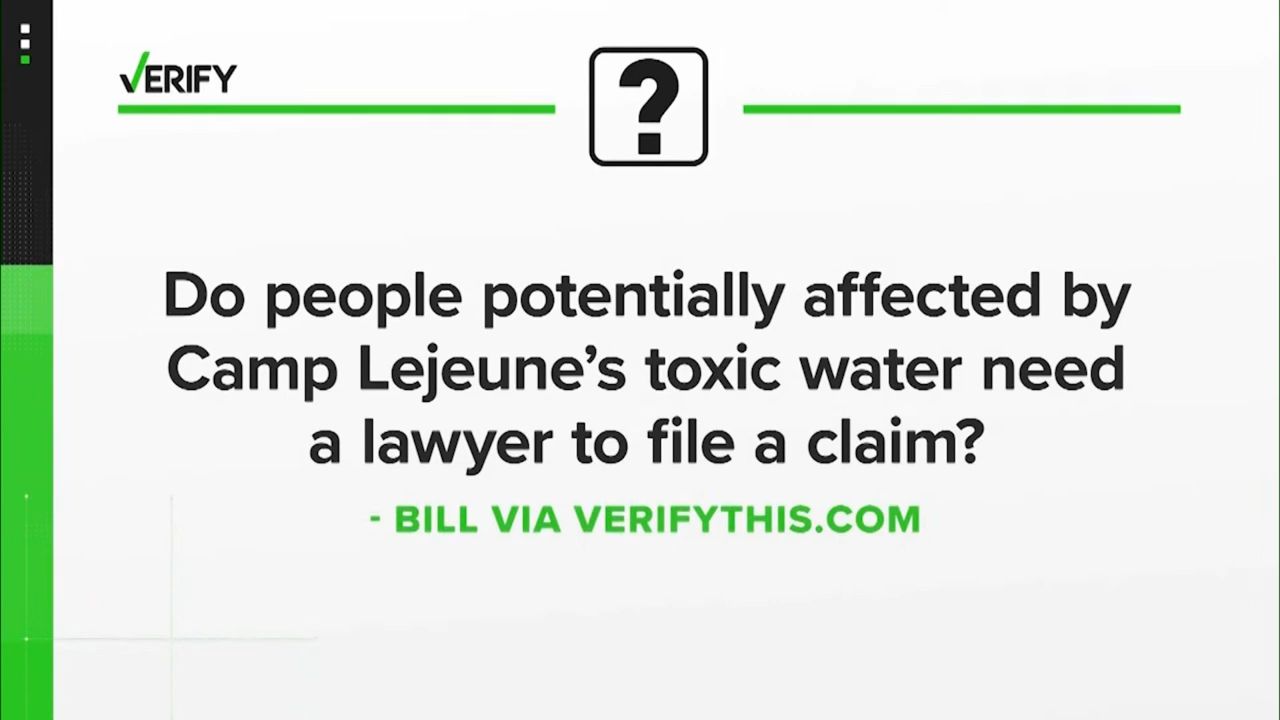 VERIFY
?
Do people potentially affected by
Camp Lejeune’s toxic water need
a lawyer to file a claim?
- BILL VIA VERIFYTHIS.COM